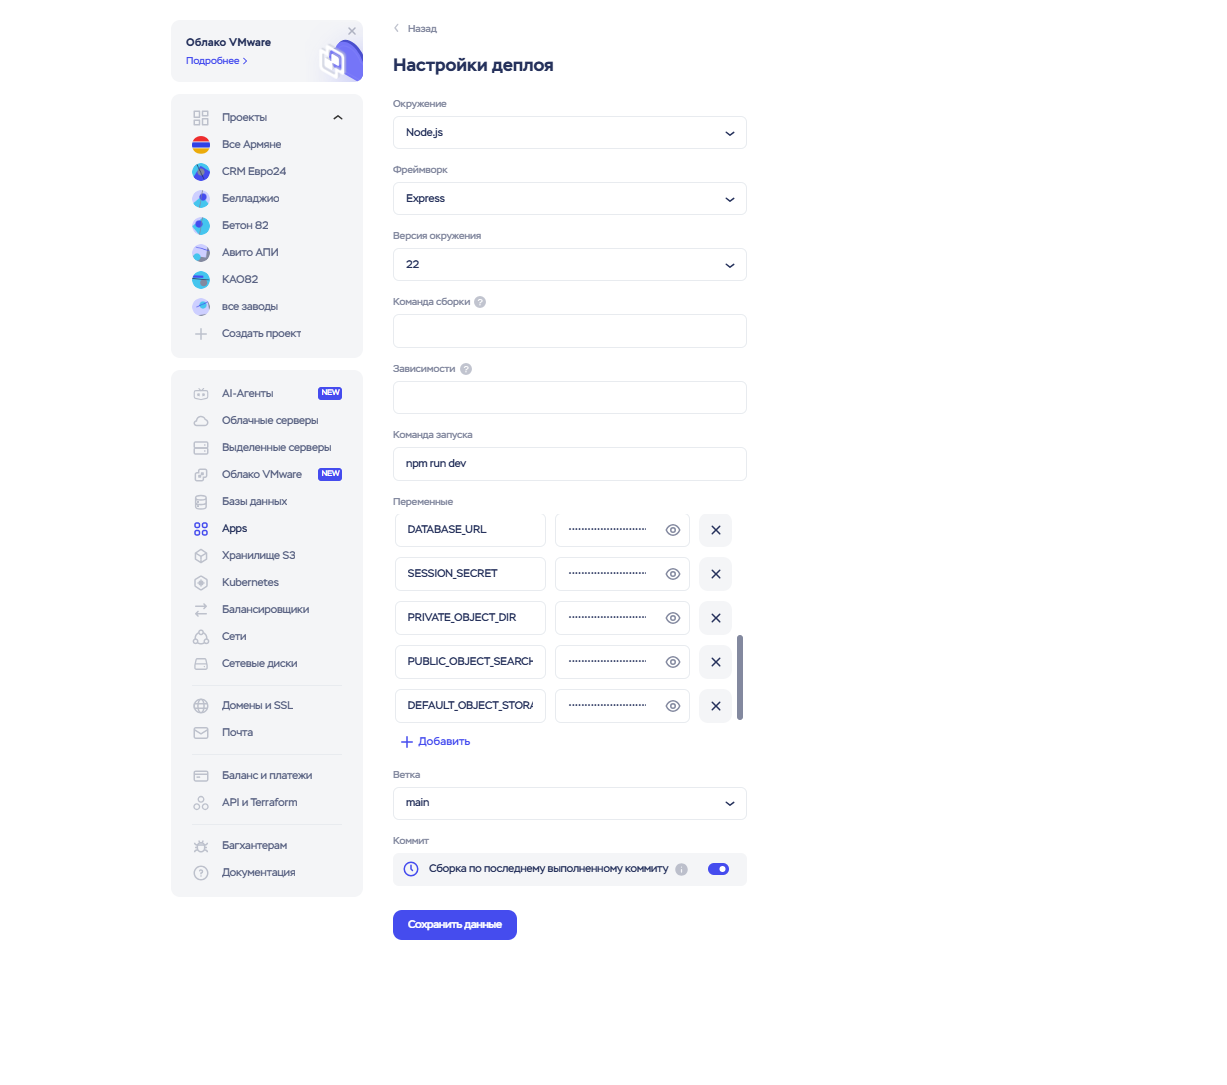 Облако VMware
Подробнее
Проекты
Все Армяне
CRM Евро24
Белладжио
Бетон 82
Авито АПИ
КАО82
все заводы
Создать проект
AI-Агенты NEW
Облачные серверы
Выделенные серверы
Облако VMware NEW
Базы данных
Apps
Хранилище S3
Kubernetes
Балансировщики
Сети
Сетевые диски
Домены и SSL
Почта
Баланс и платежи
API и Terraform
Багхантерам
Документация
Назад
Настройки деплоя
Окружение
Node.js
Фреймворк
Express
Версия окружения
22
Команда сборки ?
Зависимости ?
Команда запуска
npm run dev
Переменные
DATABASE_URL
SESSION_SECRET
PRIVATE_OBJECT_DIR
PUBLIC_OBJECT_SEARCH
DEFAULT_OBJECT_STORA
Добавить
Ветка
main
Коммит
Сборка по последнему выполненному коммиту
Сохранить данные